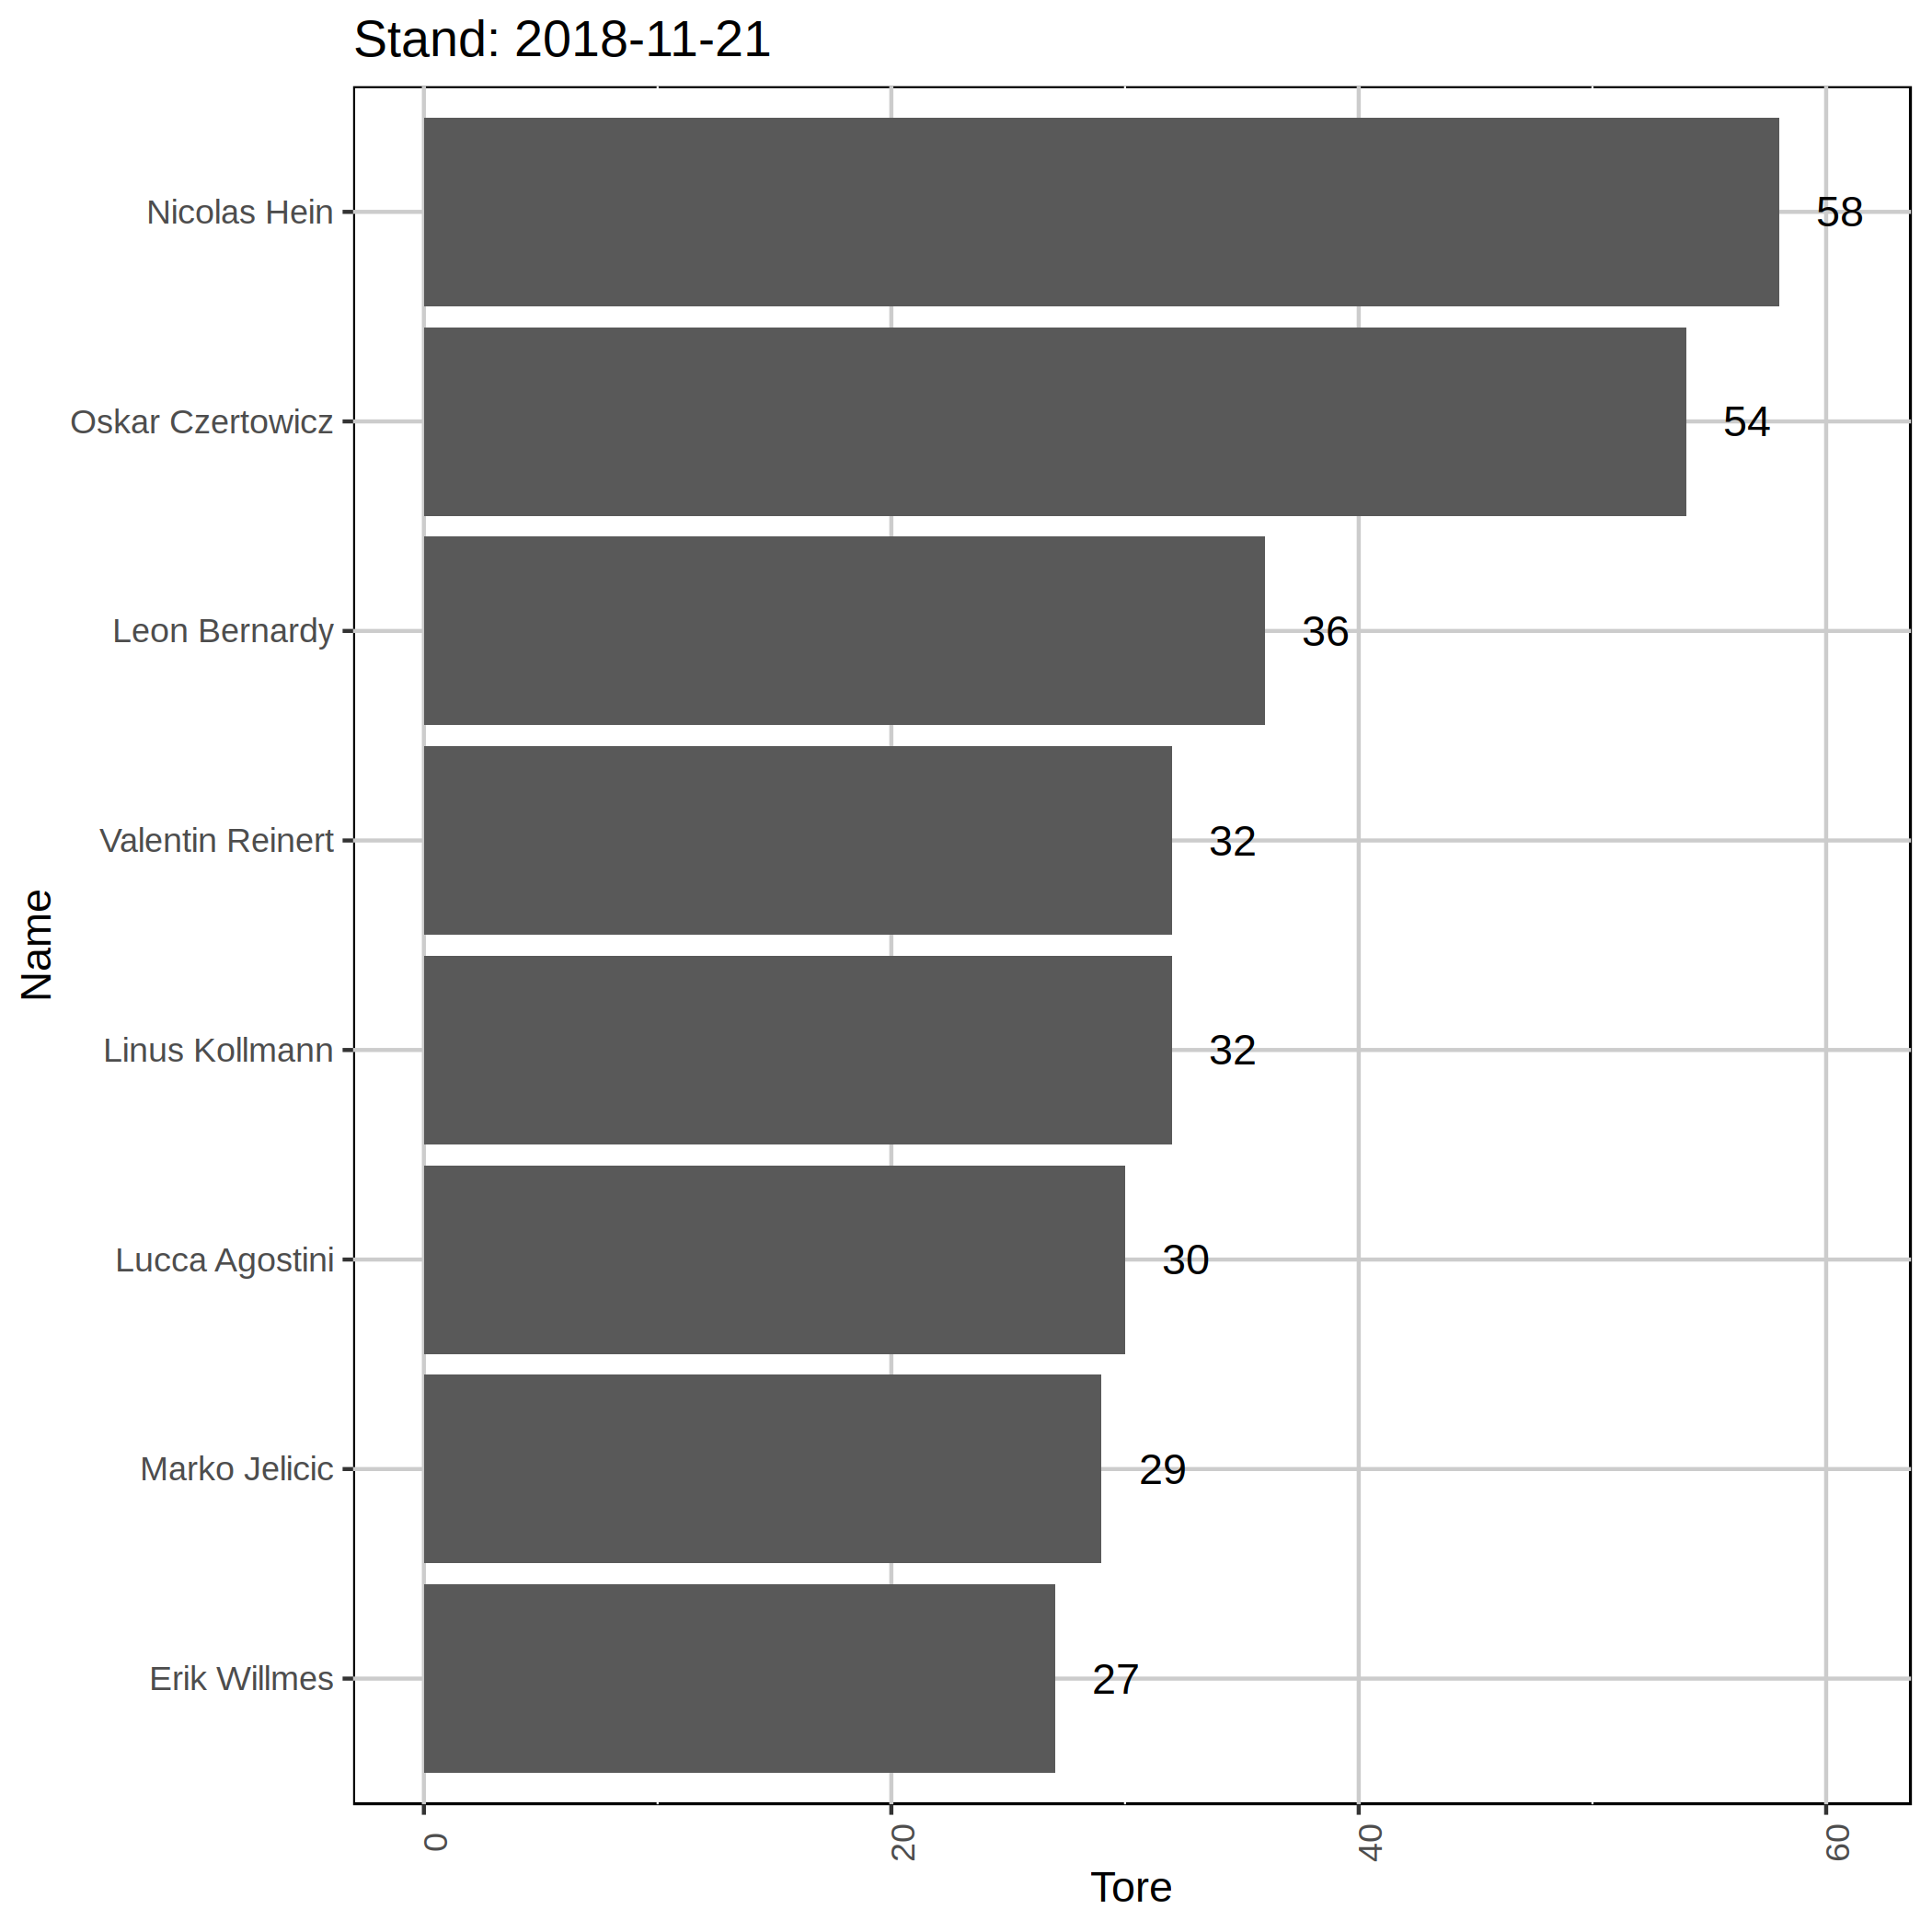 Stand: 2018-11-21
Name
Nicolas Hein 58
Oskar Czertowicz 54
Leon Bernardy 36
Valentin Reinert 32
Linus Kollmann 32
Lucca Agostini 30
Marko Jelicic 29
Erik Willmes 27
0 20 40 60
Tore